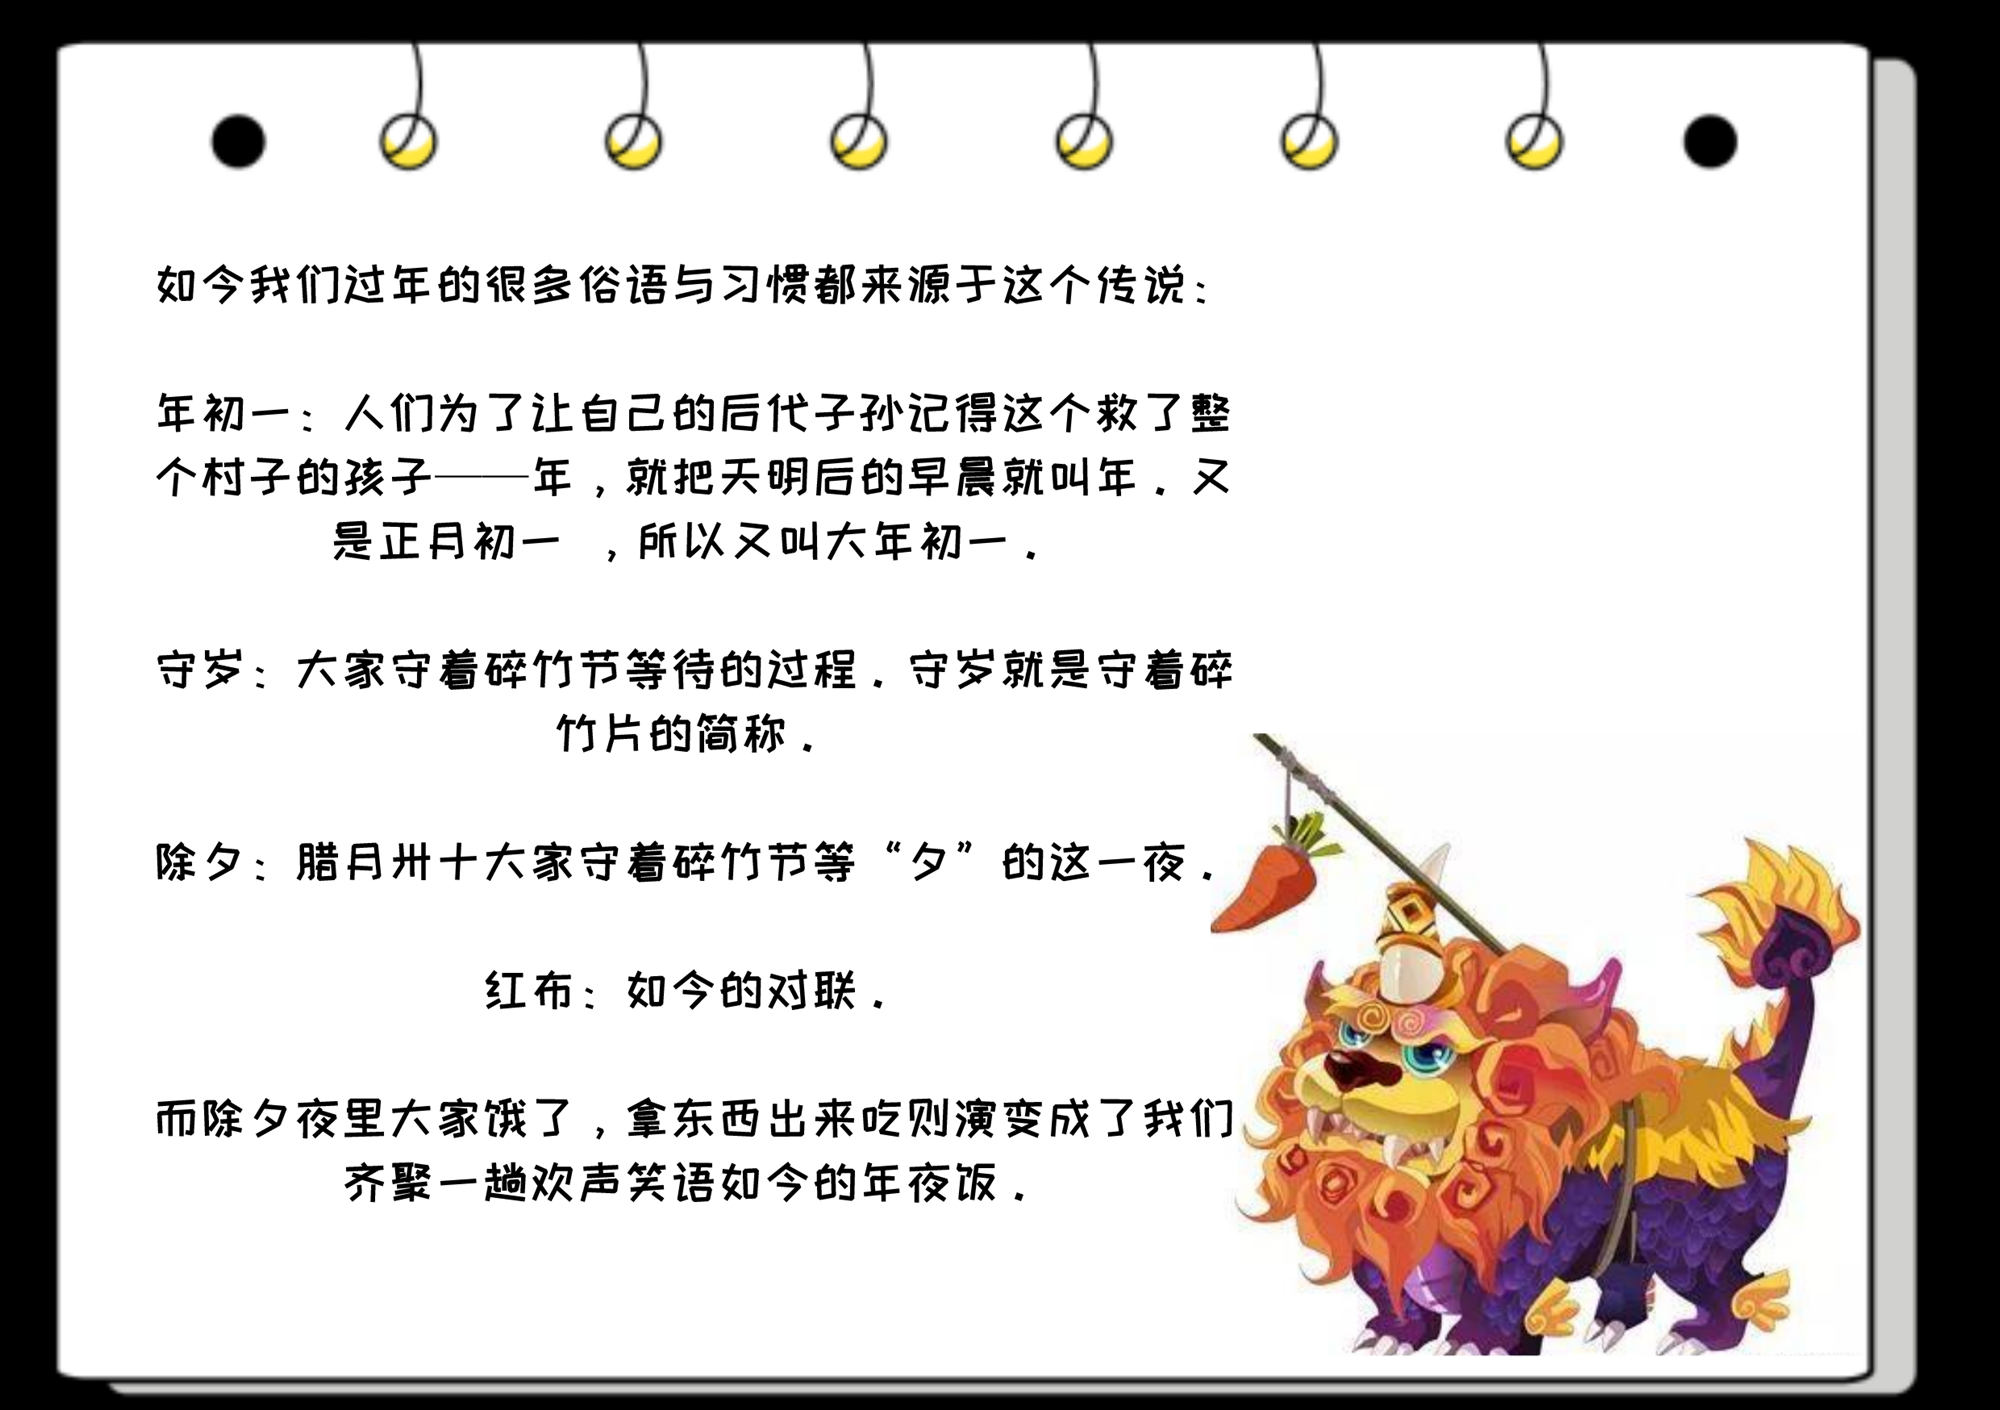 如今我们过年的很多俗语与习惯都来源于这个传说：
年初一：人们为了让自己的后代子孙记得这个救了整
个村子的孩子——年，就把天明后的早晨就叫年．又
是正月初一 ，所以又叫大年初一．
守岁：大家守着碎竹节等待的过程．守岁就是守着碎
竹片的简称．
除夕：腊月卅十大家守着碎竹节等“夕”的这一夜．
红布：如今的对联．
而除夕夜里大家饿了，拿东西出来吃则演变成了我们
齐聚一趟欢声笑语如今的年夜饭．